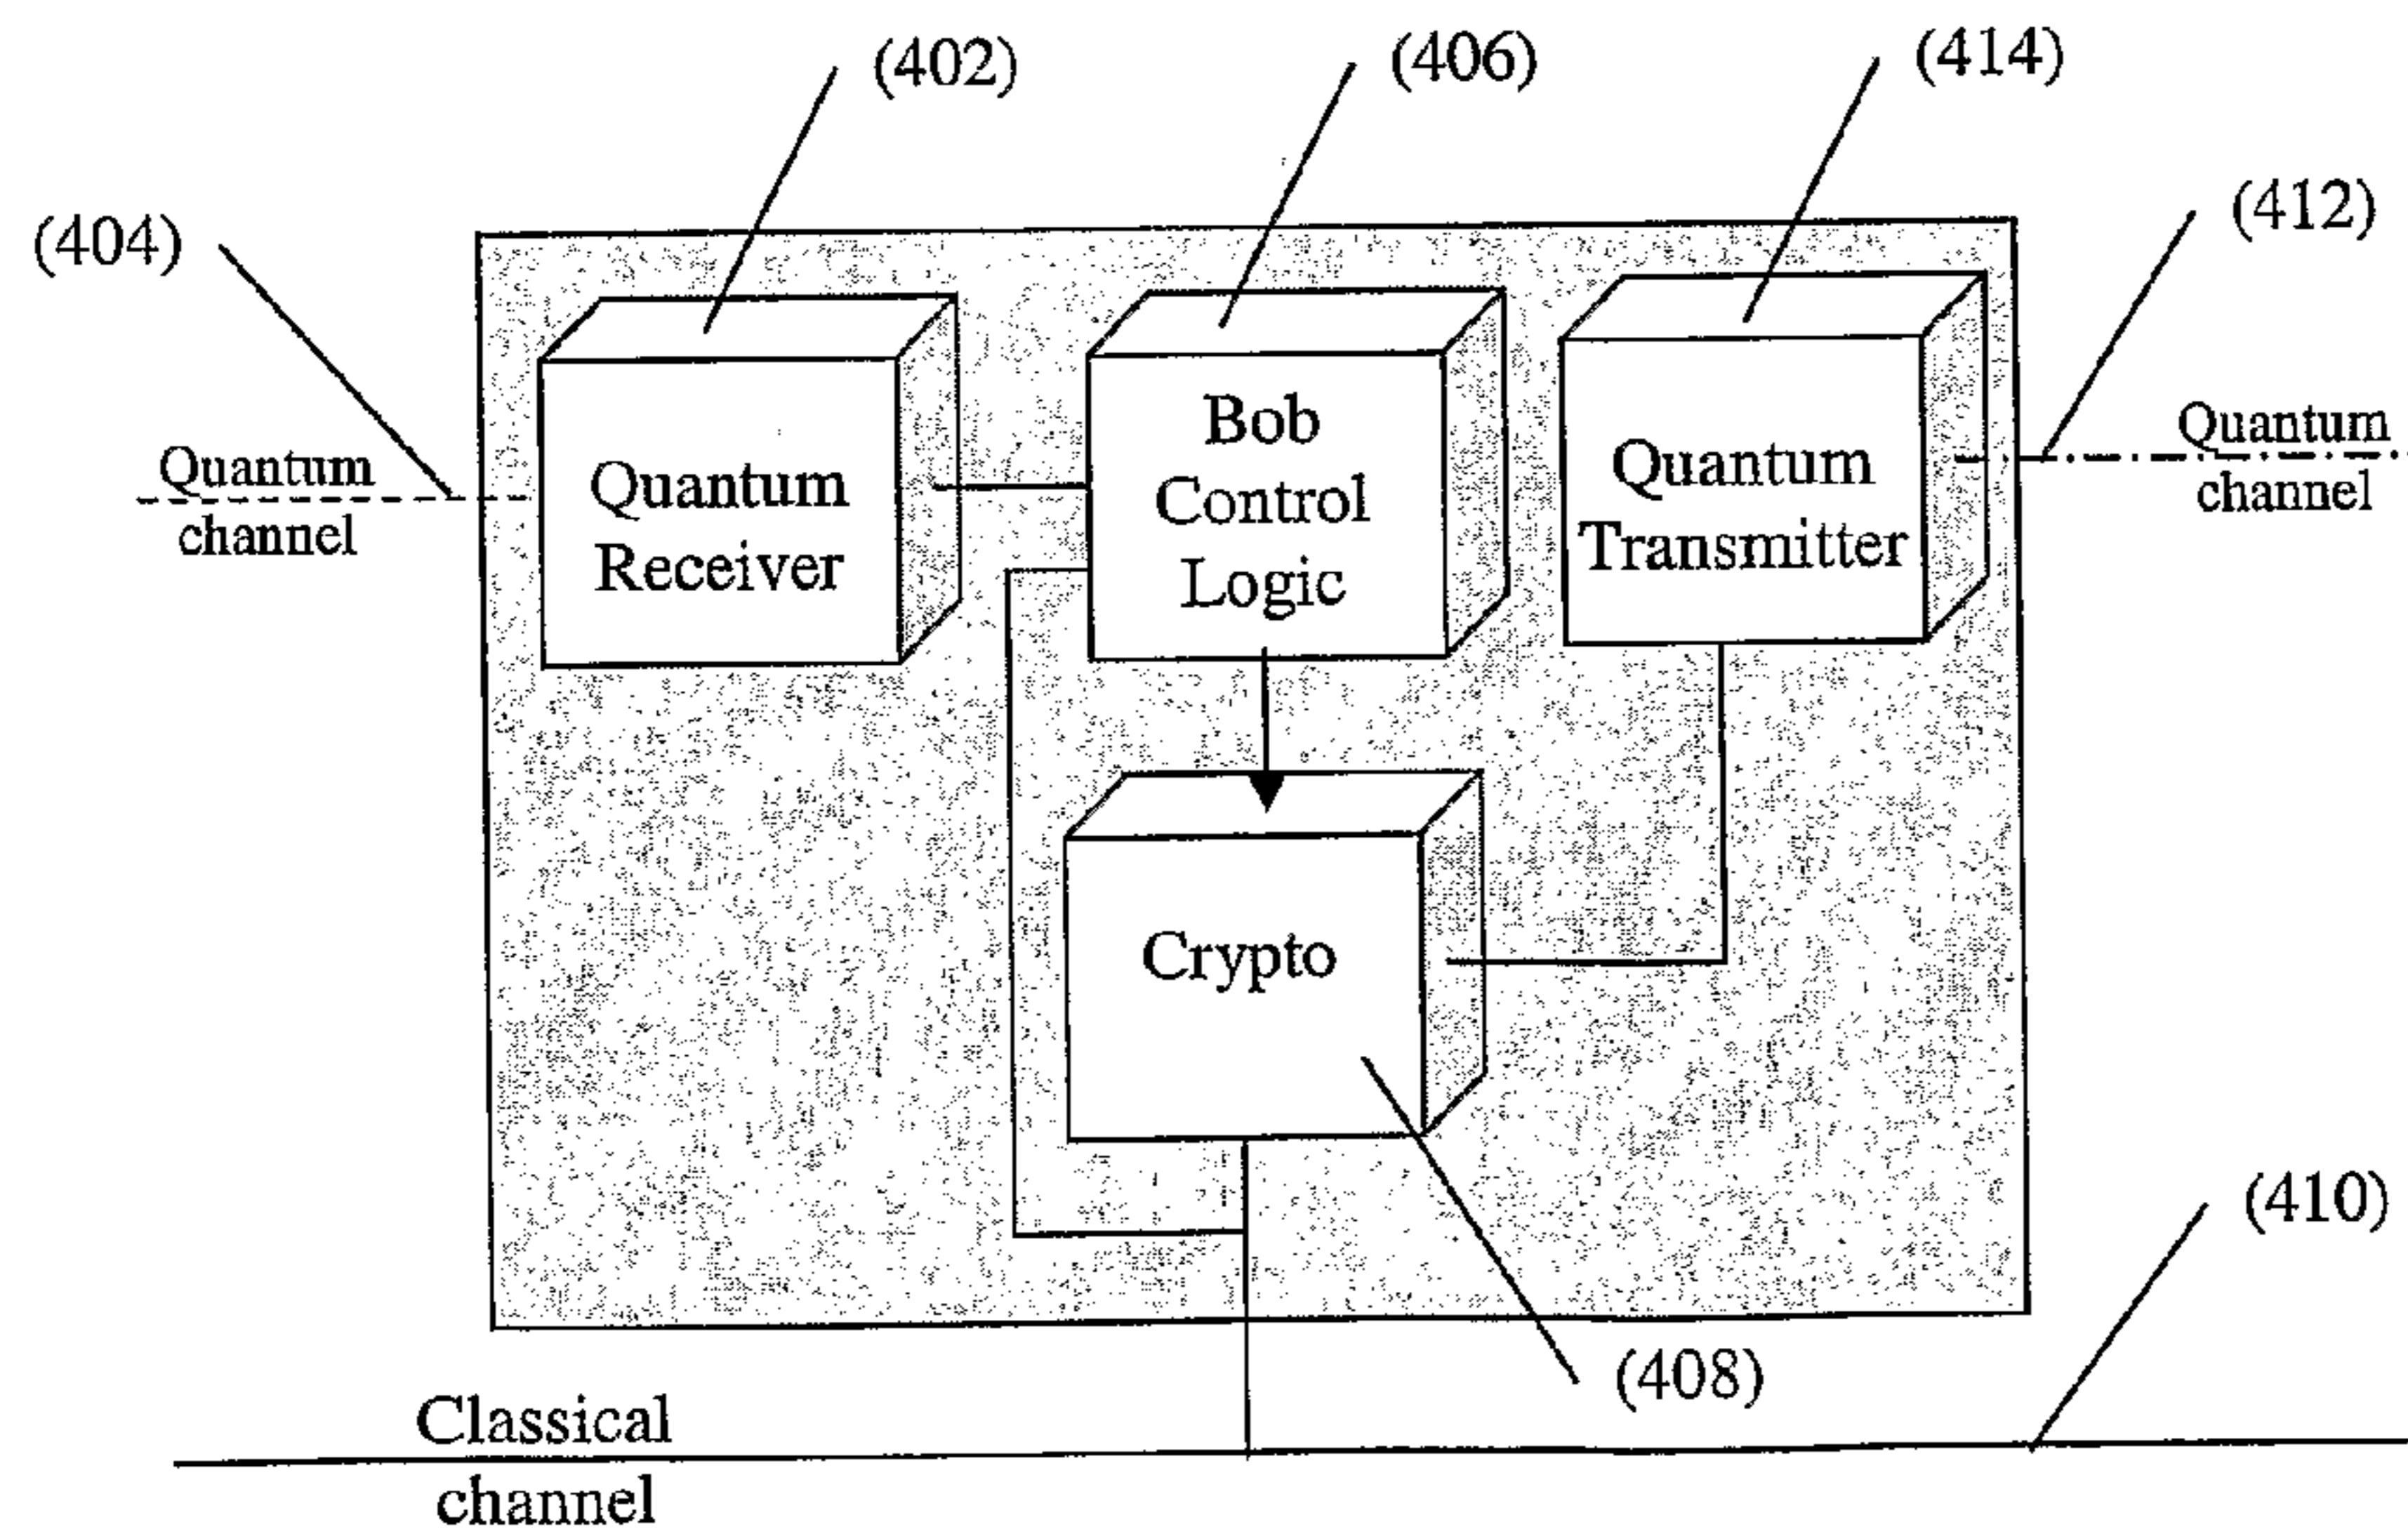 (402)
(406)
(414)
(404)
(412)
Quantum
channel
Quantum
Receiver
Bob
Control
Logic
Quantum
Transmitter
Quantum
channel
Crypto
(410)
(408)
Classical
channel